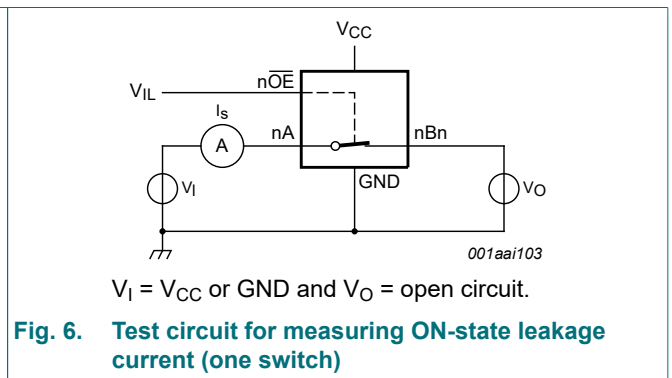 VCC
nOE
VIL
IS
A
nA
nBn
GND
VI
VO
001aai103
VI = VCC or GND and VO = open circuit.
Fig. 6. Test circuit for measuring ON-state leakage
current (one switch)